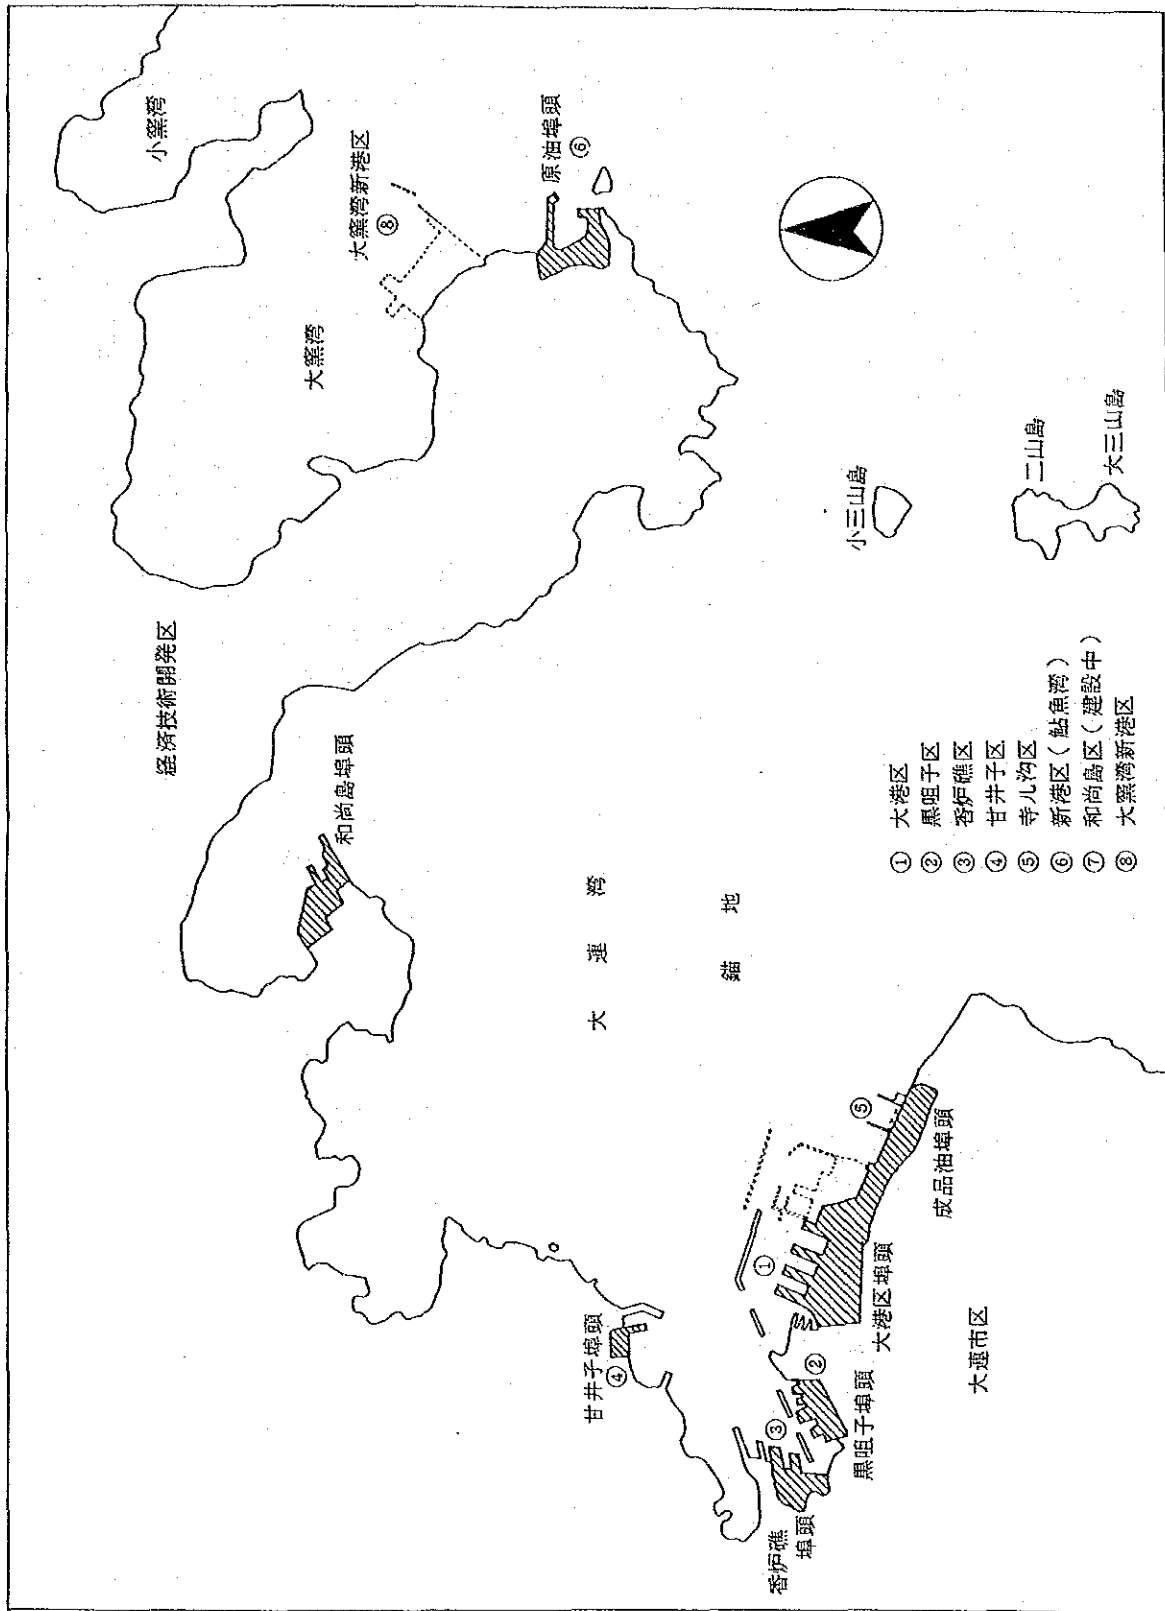 小窯湾
大窯湾新港区
⑧
原油埠頭
⑥
大窯湾
経済技術開発区
和尚島埠頭
大連湾
錨地
小三山島
二山島
大三山島
甘井子埠頭
④
①
⑤
成品油埠頭
大港区埠頭
②
黒咀子埠頭
③
香炉礁
埠頭
大連市区
① 大港区
② 黒咀子区
③ 香炉礁区
④ 甘井子区
⑤ 寺儿沟区
⑥ 新港区(鮎魚湾)
⑦ 和尚島区(建設中)
⑧ 大窯湾新港区